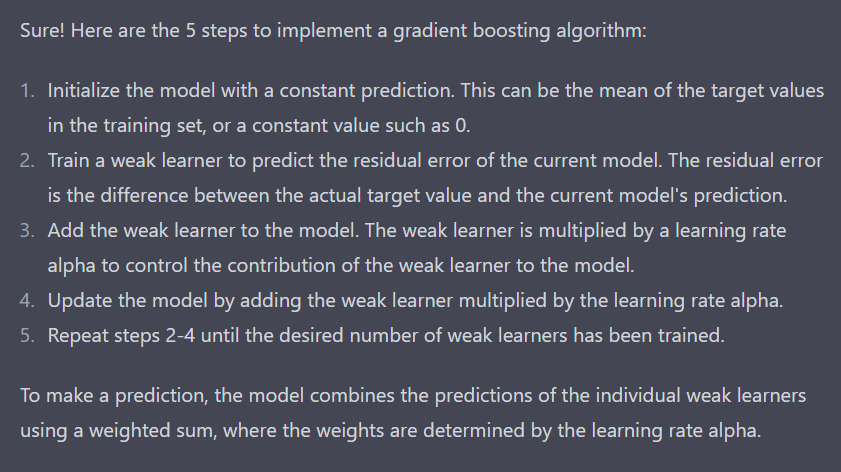 Sure! Here are the 5 steps to implement a gradient boosting algorithm:
1. Initialize the model with a constant prediction. This can be the mean of the target values
in the training set, or a constant value such as 0.
2. Train a weak learner to predict the residual error of the current model. The residual error
is the difference between the actual target value and the current model's prediction.
3. Add the weak learner to the model. The weak learner is multiplied by a learning rate
alpha to control the contribution of the weak learner to the model.
4. Update the model by adding the weak learner multiplied by the learning rate alpha.
5. Repeat steps 2-4 until the desired number of weak learners has been trained.
To make a prediction, the model combines the predictions of the individual weak learners
using a weighted sum, where the weights are determined by the learning rate alpha.